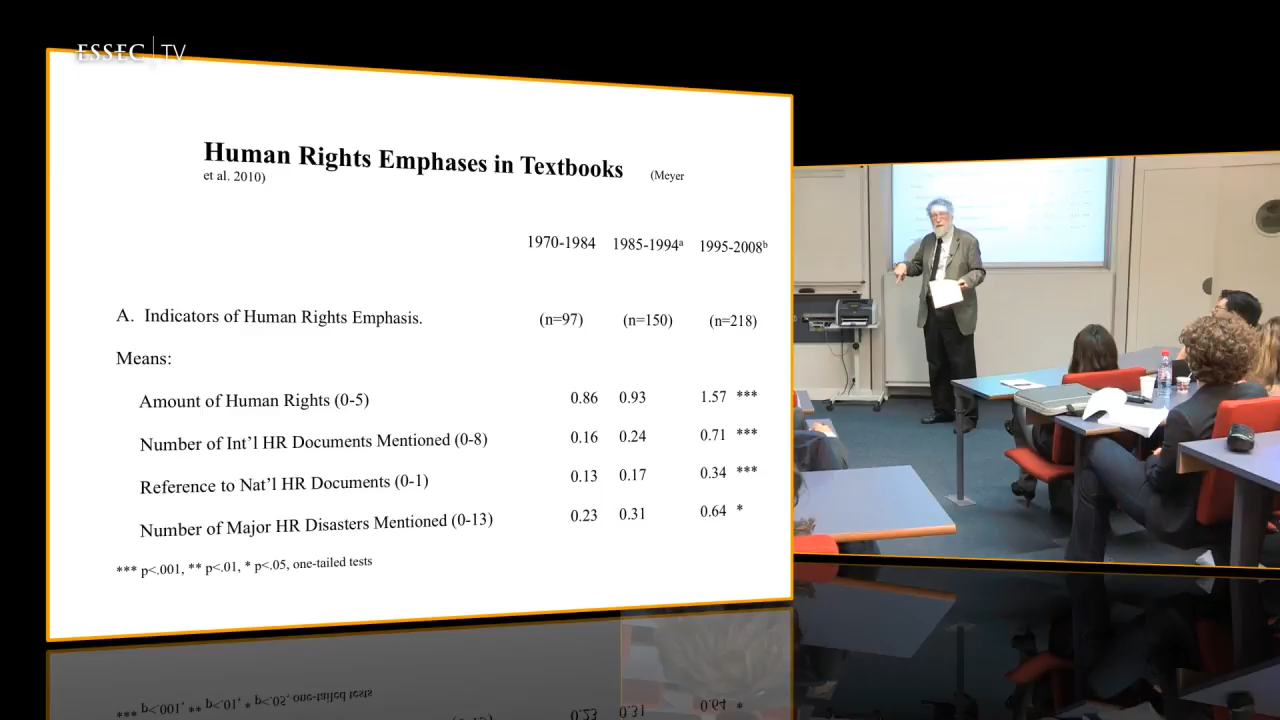 ESSEC | TV
Human Rights Emphases in Textbooks (Meyer
et al. 2010)
1970-1984 1985-1994ᵃ 1995-2008ᵇ
A. Indicators of Human Rights Emphasis. (n=97) (n=150) (n=218)
Means:
Amount of Human Rights (0-5) 0.86 0.93 1.57 ***
Number of Int'l HR Documents Mentioned (0-8) 0.16 0.24 0.71 ***
Reference to Nat'l HR Documents (0-1) 0.13 0.17 0.34 ***
Number of Major HR Disasters Mentioned (0-13) 0.23 0.31 0.64 *
*** p<.001, ** p<.01, * p<.05, one-tailed tests